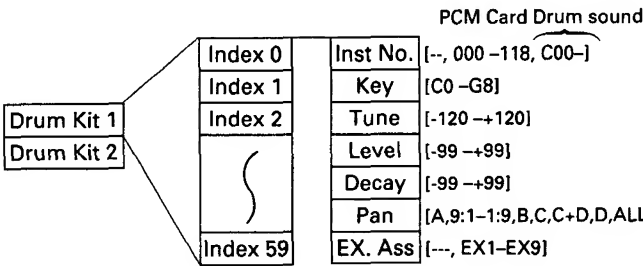 PCM Card Drum sound
Index 0 Inst No. [--, 000 –118, C00–]
Index 1 Key [C0 –G8]
Index 2 Tune [-120 –+120]
Drum Kit 1
Level [-99 –+99]
Drum Kit 2
Decay [-99 –+99]
Pan [A,9:1–1:9,B,C,C+D,D,ALL
Index 59 EX. Ass [---, EX1–EX9]